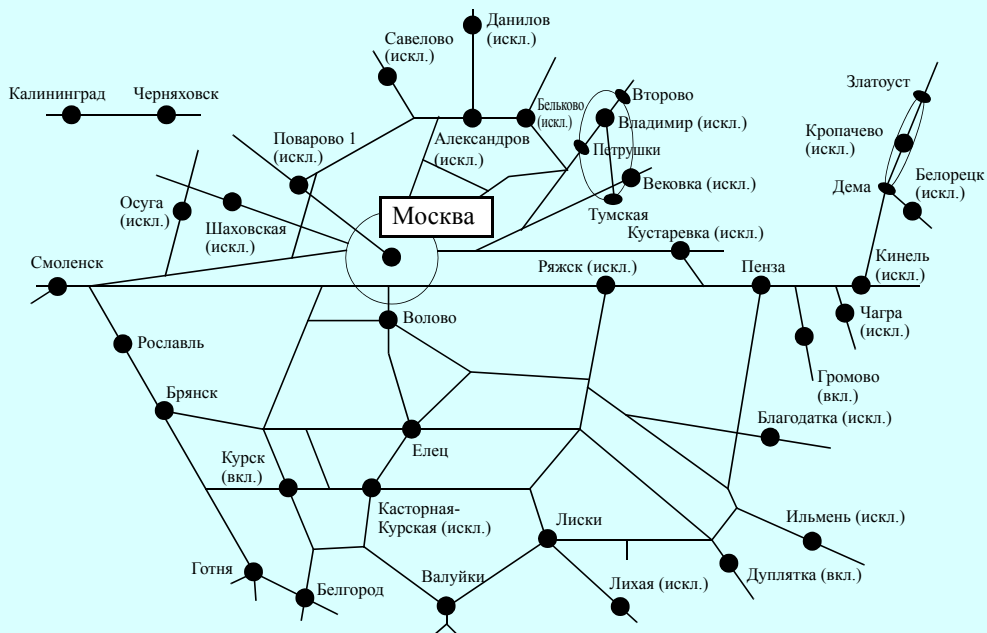 Данилов
(искл.)
Савелово
(искл.)
Калининград
Черняховск
Поварово 1
(искл.)
Александров
(искл.)
Бельково
(искл.)
Второво
Владимир (искл.)
Петрушки
Вековка (искл.)
Тумская
Златоуст
Кропачево
(искл.)
Дема
Белорецк
(искл.)
Осуга
(искл.)
Шаховская
(искл.)
Москва
Кустаревка (искл.)
Смоленск
Ряжск (искл.)
Пенза
Кинель
(искл.)
Волово
Чагра
(искл.)
Рославль
Громово
(вкл.)
Брянск
Благодатка (искл.)
Елец
Курск
(вкл.)
Касторная-
Курская (искл.)
Лиски
Ильмень (искл.)
Готня
Белгород
Валуйки
Лихая (искл.)
Дуплятка (вкл.)